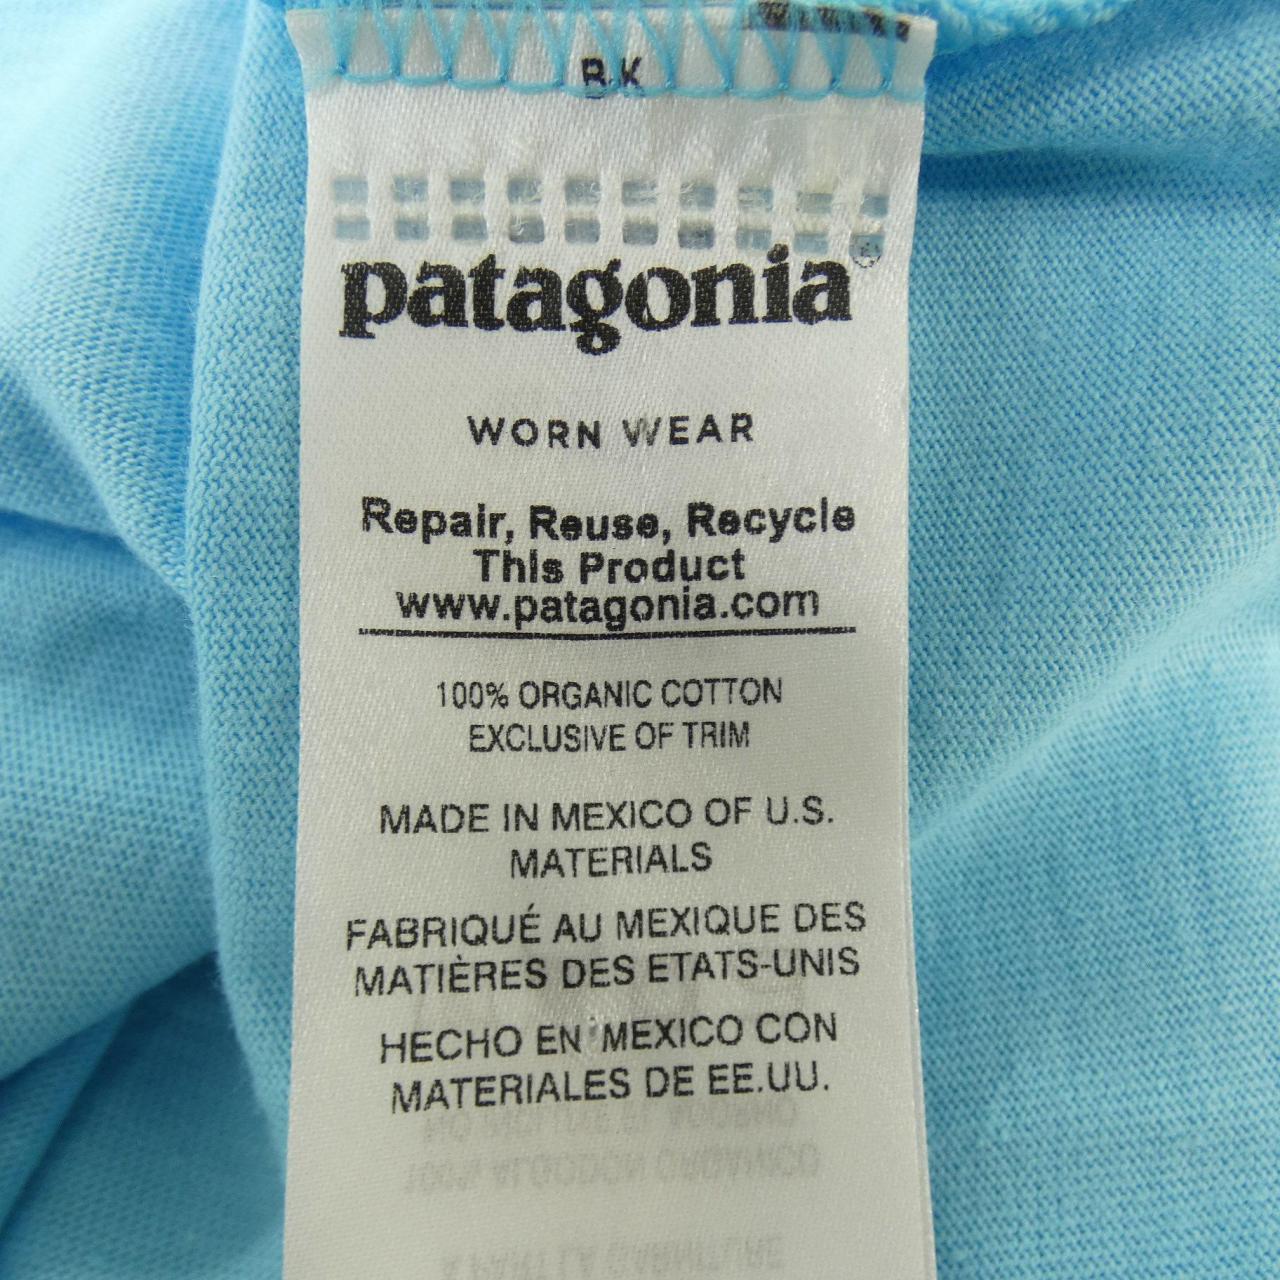 BK
patagonia®
WORN WEAR
Repair, Reuse, Recycle
This Product
www.patagonia.com
100% ORGANIC COTTON
EXCLUSIVE OF TRIM
MADE IN MEXICO OF U.S.
MATERIALS
FABRIQUÉ AU MEXIQUE DES
MATIÈRES DES ETATS-UNIS
HECHO EN MEXICO CON
MATERIALES DE EE.UU.